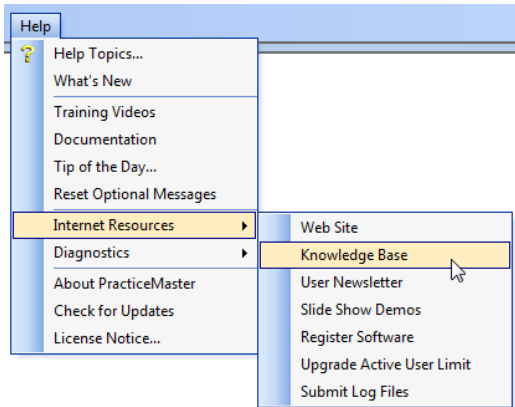 Help
Help Topics...
What's New
Training Videos
Documentation
Tip of the Day...
Reset Optional Messages
Internet Resources
Diagnostics
About PracticeMaster
Check for Updates
License Notice...
Web Site
Knowledge Base
User Newsletter
Slide Show Demos
Register Software
Upgrade Active User Limit
Submit Log Files